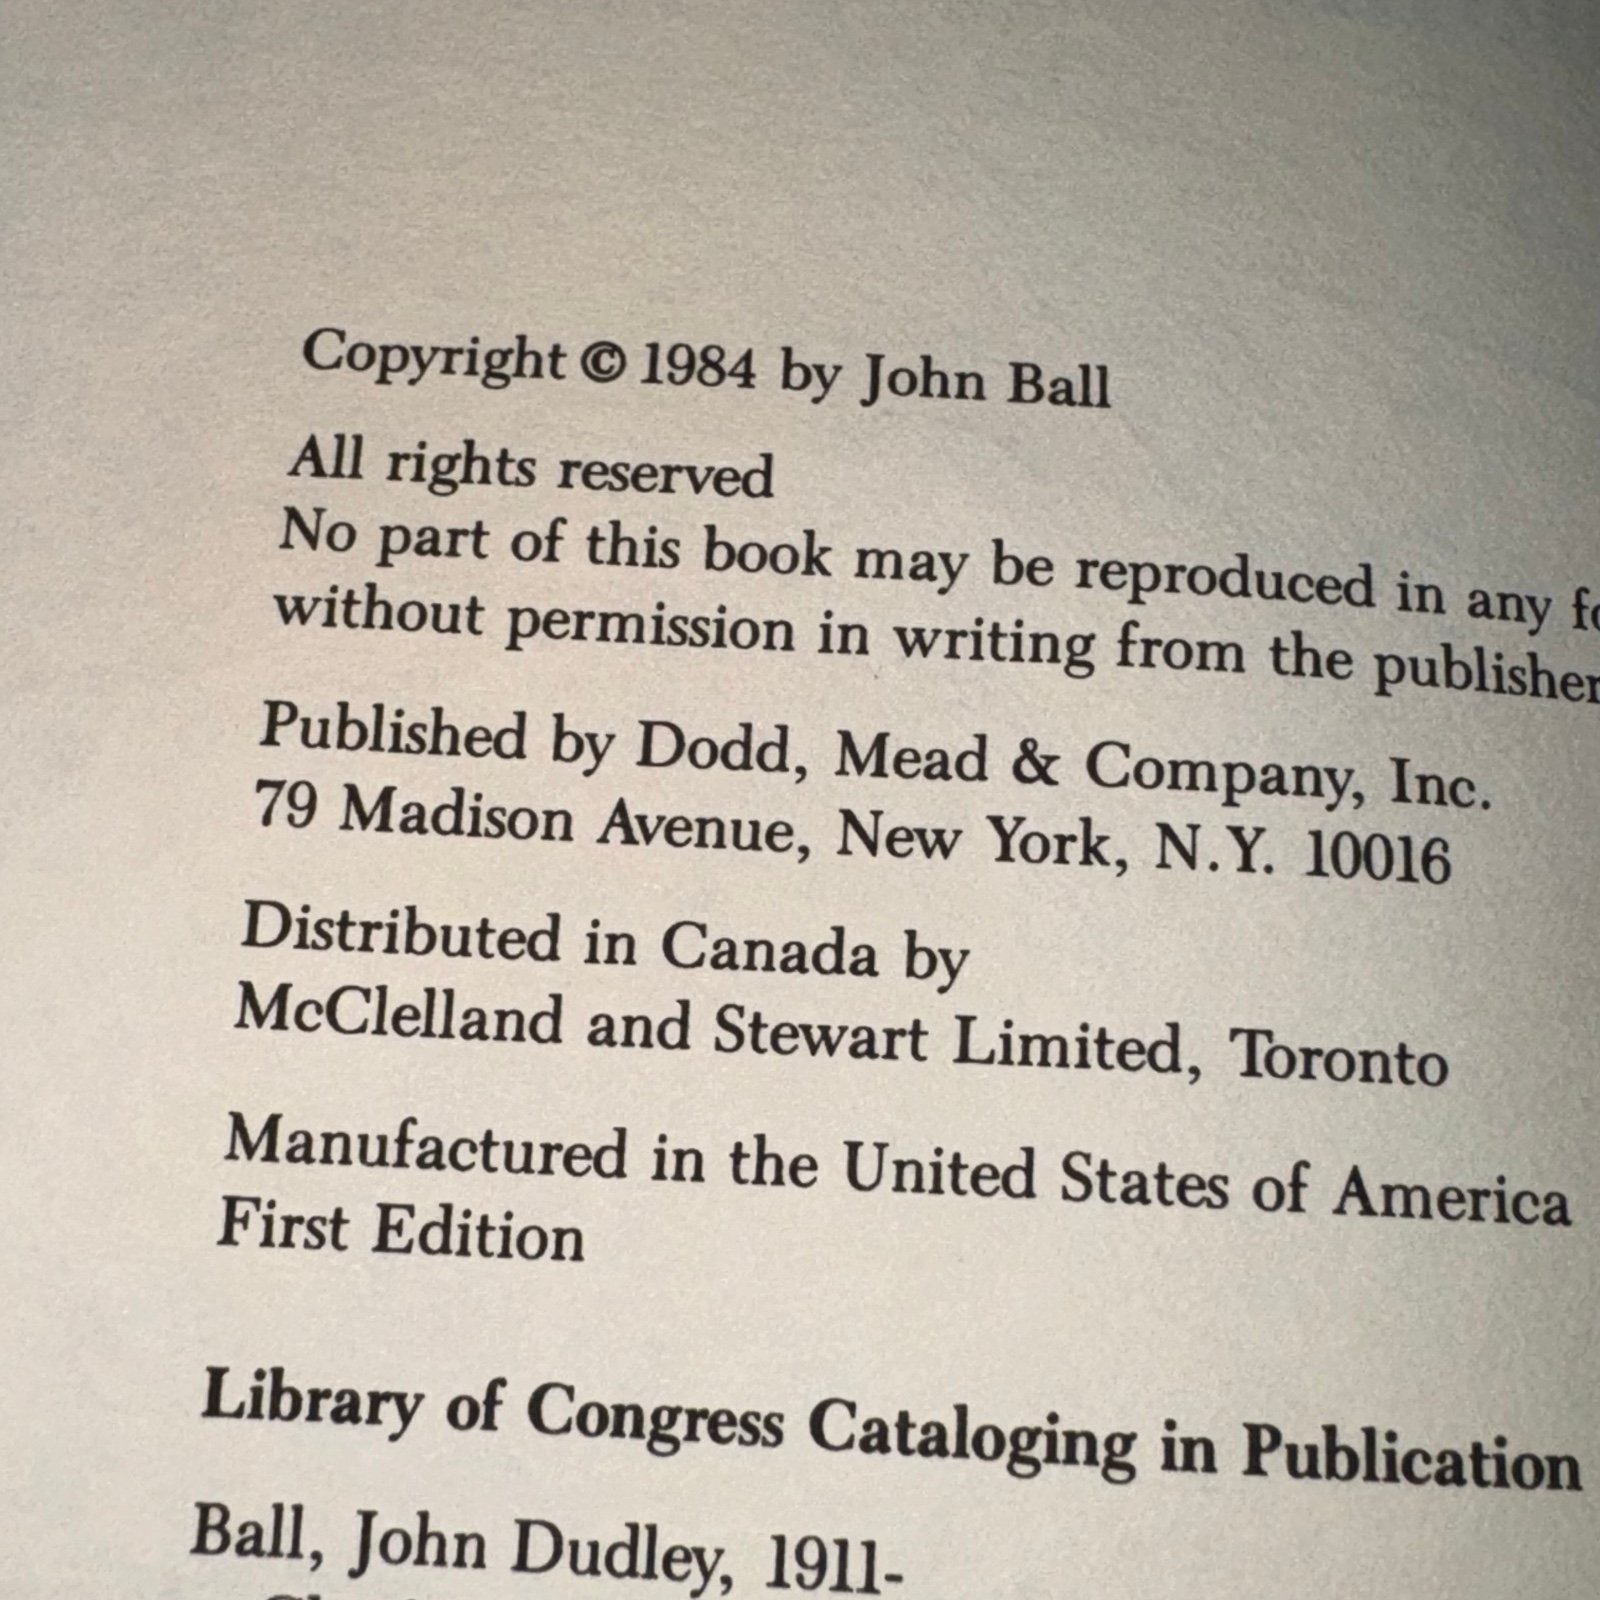 Copyright © 1984 by John Ball
All rights reserved
No part of this book may be reproduced in any
without permission in writing from the publisher
Published by Dodd, Mead & Company, Inc.
79 Madison Avenue, New York, N.Y. 10016
Distributed in Canada by
McClelland and Stewart Limited, Toronto
Manufactured in the United States of America
First Edition
Library of Congress Cataloging in Publication
Ball, John Dudley, 1911-